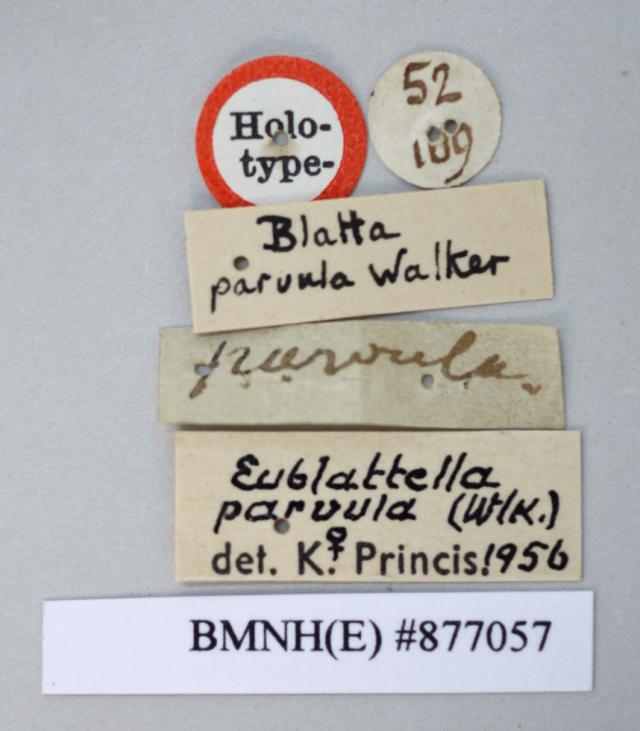 Holo-
type-
52
109
Blatta
parvula Walker
parvula.
Eublattella
parvula (Wlk.)
♀
det. K. Princis! 1956
BMNH(E) #877057